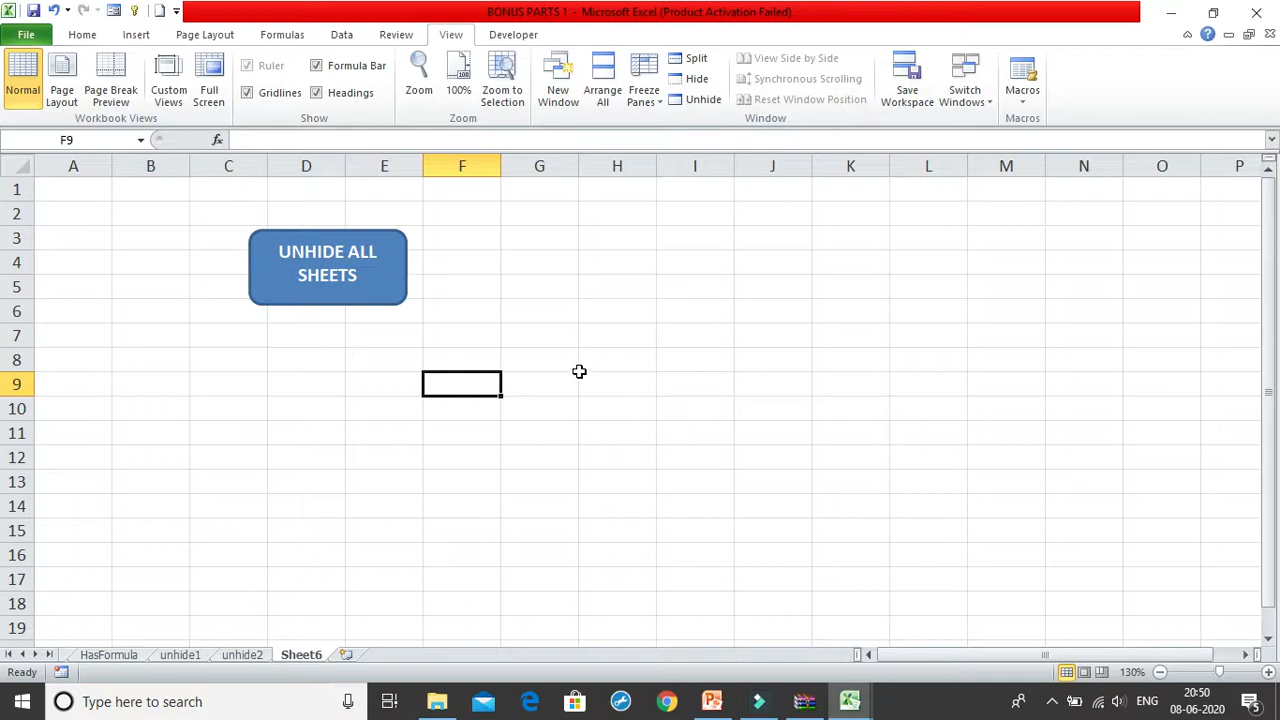 BONUS PARTS 1 - Microsoft Excel (Product Activation Failed)
File Home Insert Page Layout Formulas Data Review View Developer
Normal
Page Layout
Page Break Preview
Custom Views
Full Screen
Workbook Views
Ruler
Formula Bar
Gridlines
Headings
Show
Zoom
100%
Zoom to Selection
Zoom
New Window
Arrange All
Freeze Panes
Split
Hide
Unhide
View Side by Side
Synchronous Scrolling
Reset Window Position
Window
Save Workspace
Switch Windows
Macros
Macros
F9
fx
A B C D E F G H I J K L M N O P
1
2
3
4
5
6
7
8
9
10
11
12
13
14
15
16
17
18
19
UNHIDE ALL
SHEETS
HasFormula unhide1 unhide2 Sheet6
Ready
130%
Type here to search
ENG
20:50
08-06-2020
5